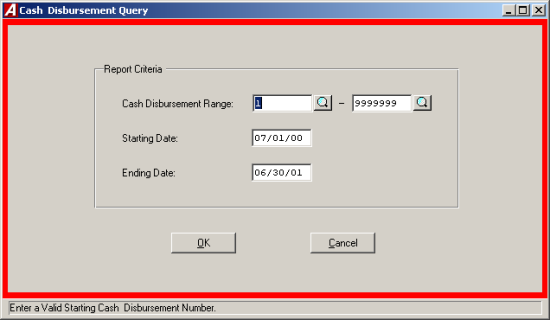 Cash Disbursement Query
Report Criteria
Cash Disbursement Range: 1 – 9999999
Starting Date: 07/01/00
Ending Date: 06/30/01
OK Cancel
Enter a Valid Starting Cash Disbursement Number.